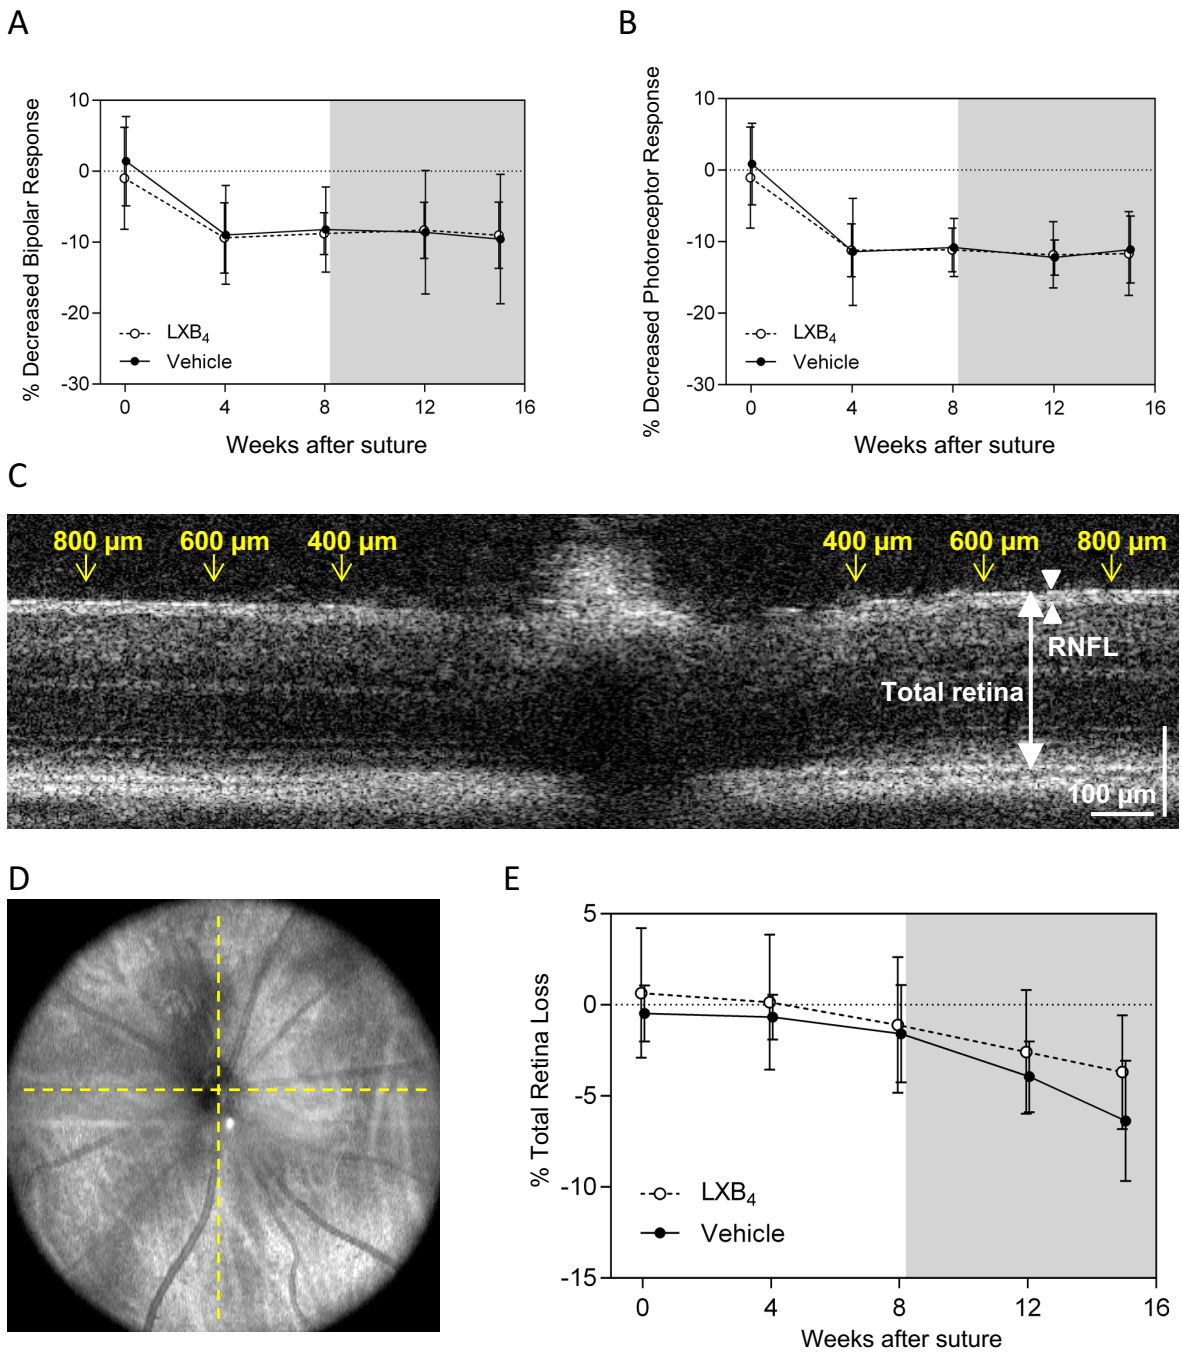 A
% Decreased Bipolar Response
10
0
-10
-20
-30
LXB₄
Vehicle
0 4 8 12 16
Weeks after suture
B
% Decreased Photoreceptor Response
10
0
-10
-20
-30
LXB₄
Vehicle
0 4 8 12 16
Weeks after suture
C
800 µm 600 µm 400 µm 400 µm 600 µm 800 µm
RNFL
Total retina
100 µm
D
E
% Total Retina Loss
5
0
-5
-10
-15
LXB₄
Vehicle
0 4 8 12 16
Weeks after suture